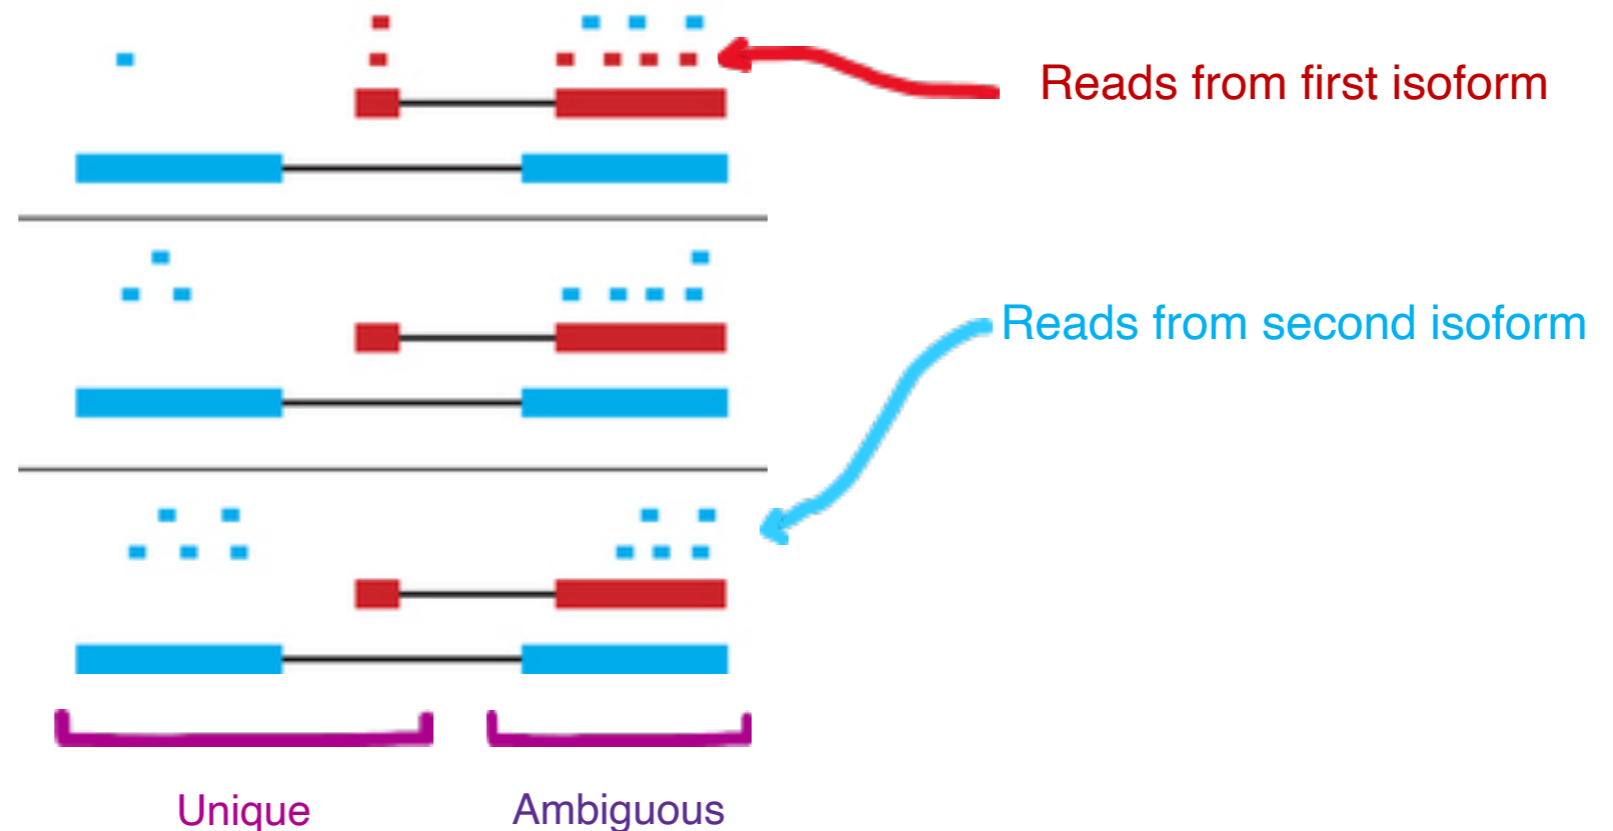 Reads from first isoform
Reads from second isoform
Unique
Ambiguous